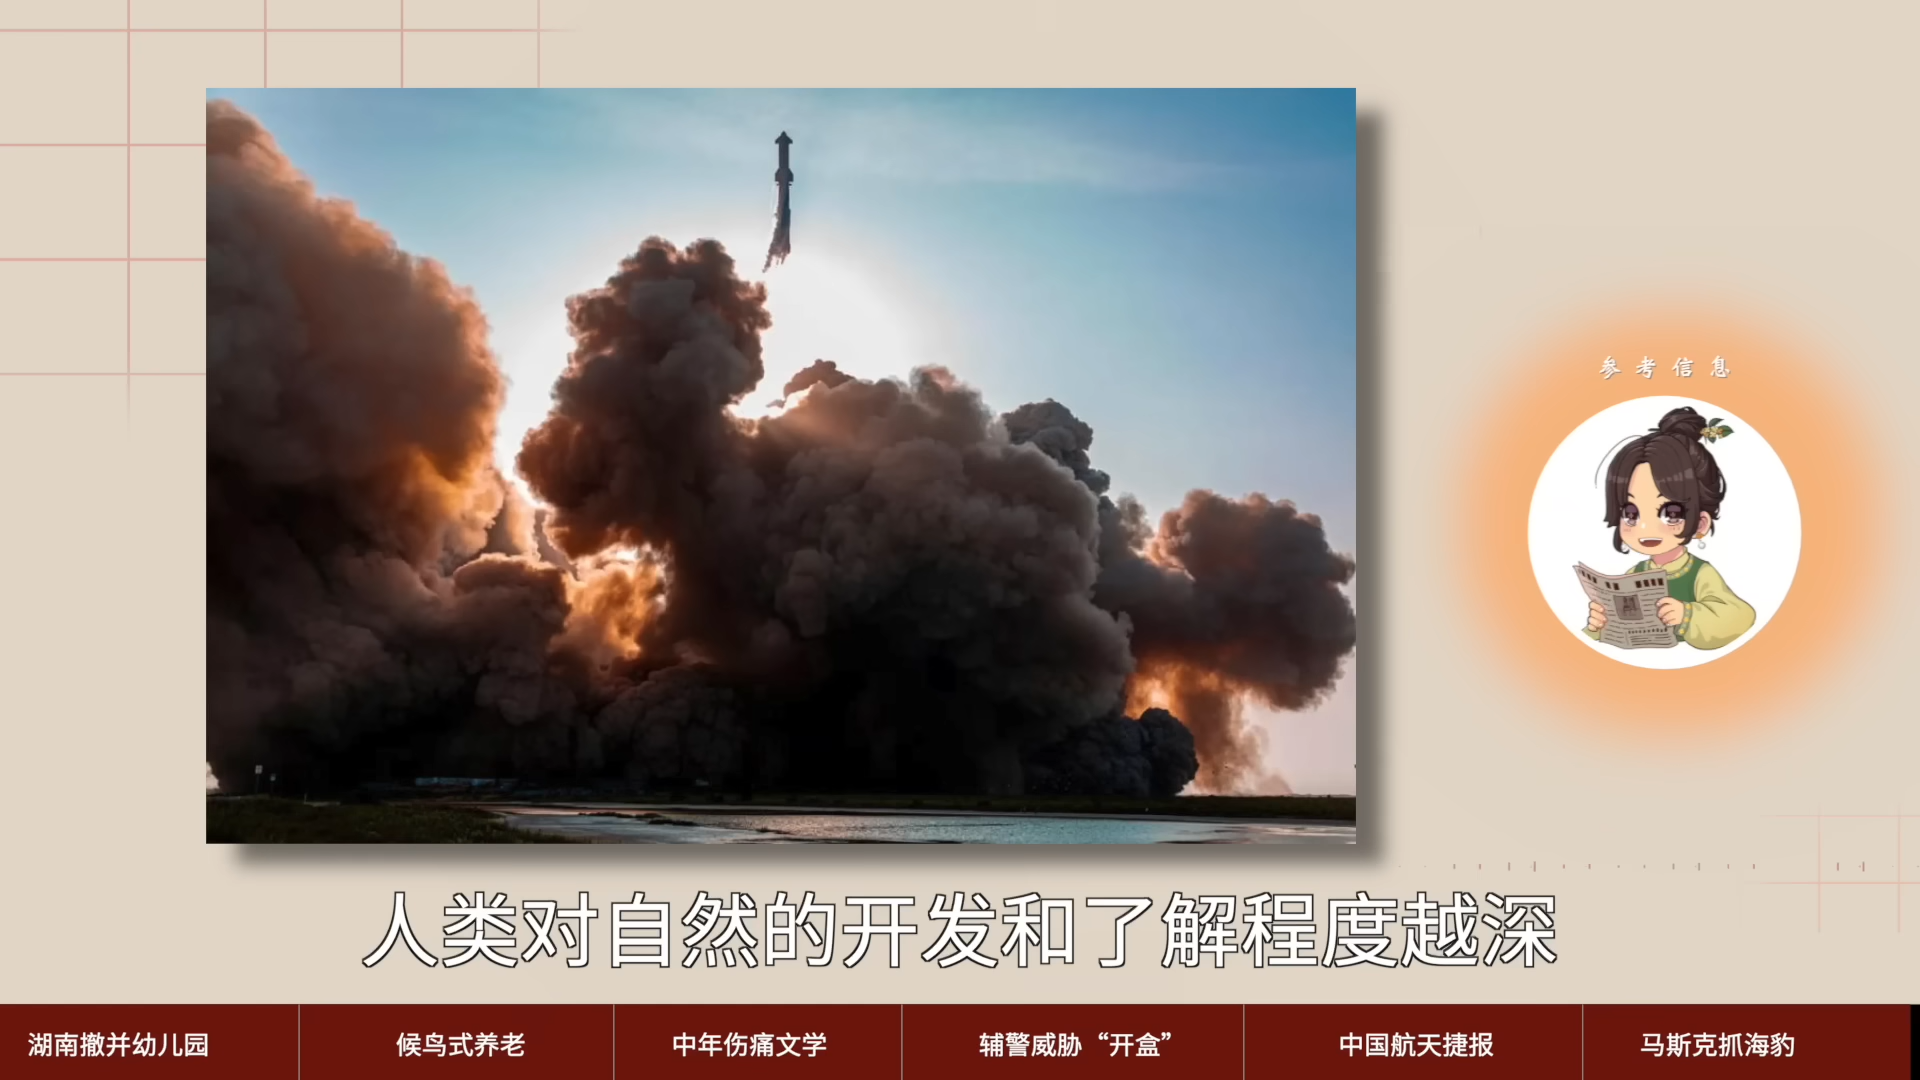 参考信息
人类对自然的开发和了解程度越深
湖南撤并幼儿园
候鸟式养老
中年伤痛文学
辅警威胁“开盒”
中国航天捷报
马斯克抓海豹